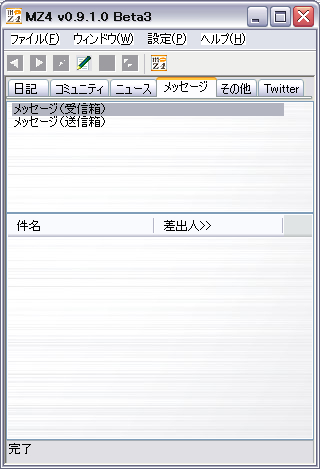 MZ4 v0.9.1.0 Beta3
ファイル(F) ウィンドウ(W) 設定(P) ヘルプ(H)
日記 コミュニティ ニュース メッセージ その他 Twitter
メッセージ(受信箱)
メッセージ(送信箱)
件名 差出人>>
完了